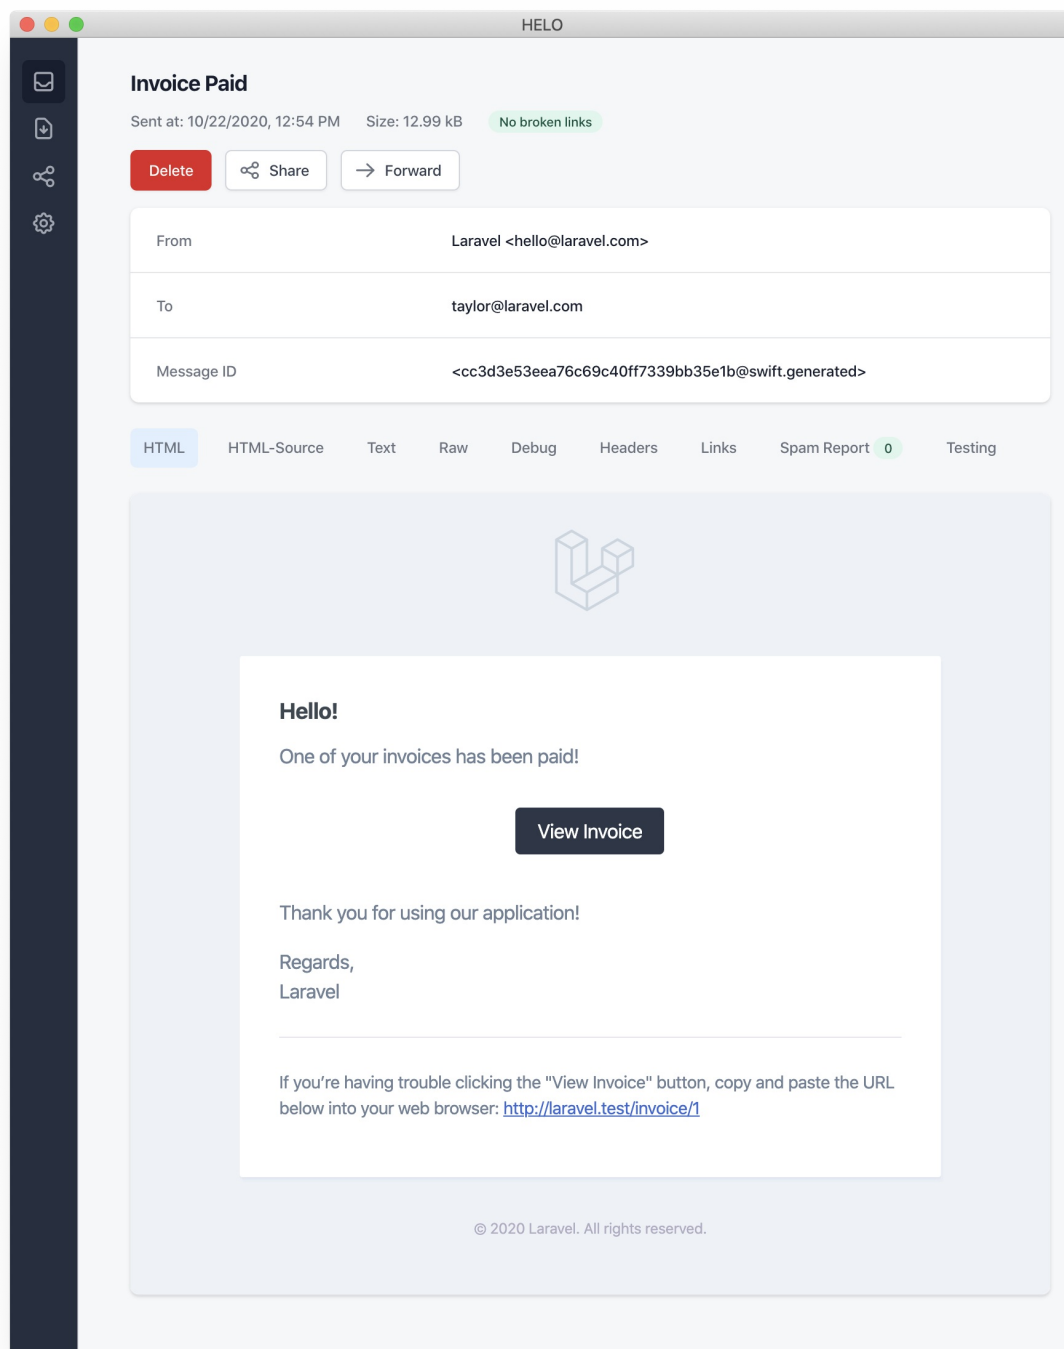 HELO
Invoice Paid
Sent at: 10/22/2020, 12:54 PM Size: 12.99 kB No broken links
Delete Share Forward
From Laravel <hello@laravel.com>
To taylor@laravel.com
Message ID <cc3d3e53eea76c69c40ff7339bb35e1b@swift.generated>
HTML HTML-Source Text Raw Debug Headers Links Spam Report 0 Testing
Hello!
One of your invoices has been paid!
View Invoice
Thank you for using our application!
Regards,
Laravel
If you’re having trouble clicking the "View Invoice" button, copy and paste the URL
below into your web browser: http://laravel.test/invoice/1
© 2020 Laravel. All rights reserved.